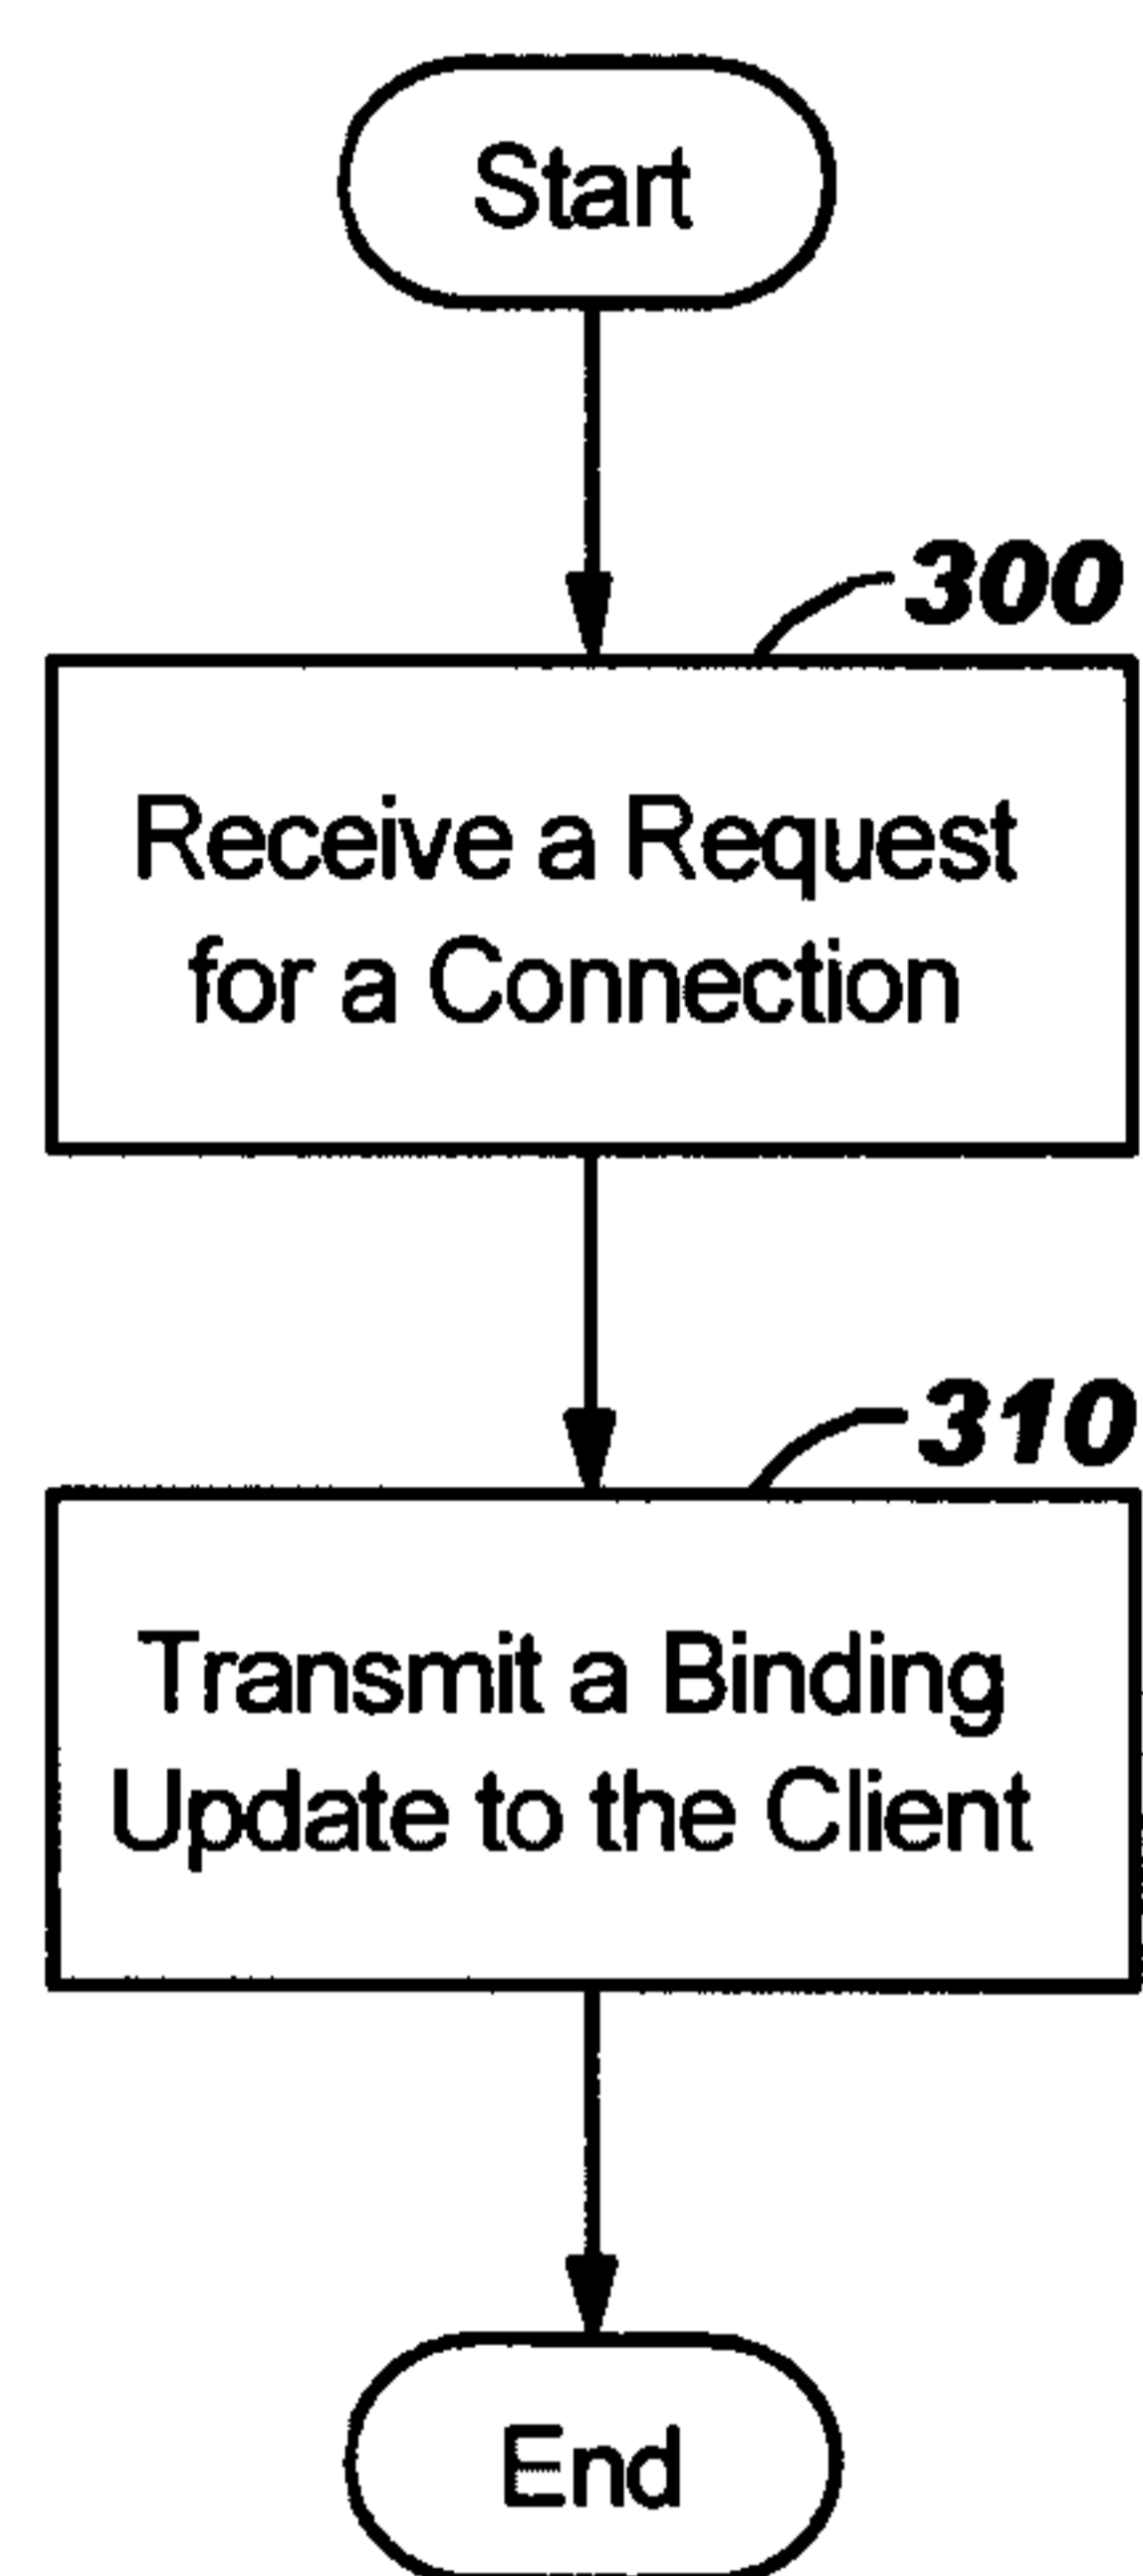 Start
300
Receive a Request
for a Connection
310
Transmit a Binding
Update to the Client
End